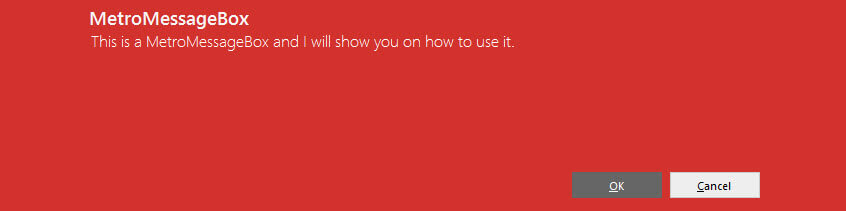 MetroMessageBox
This is a MetroMessageBox and I will show you on how to use it.
OK
Cancel